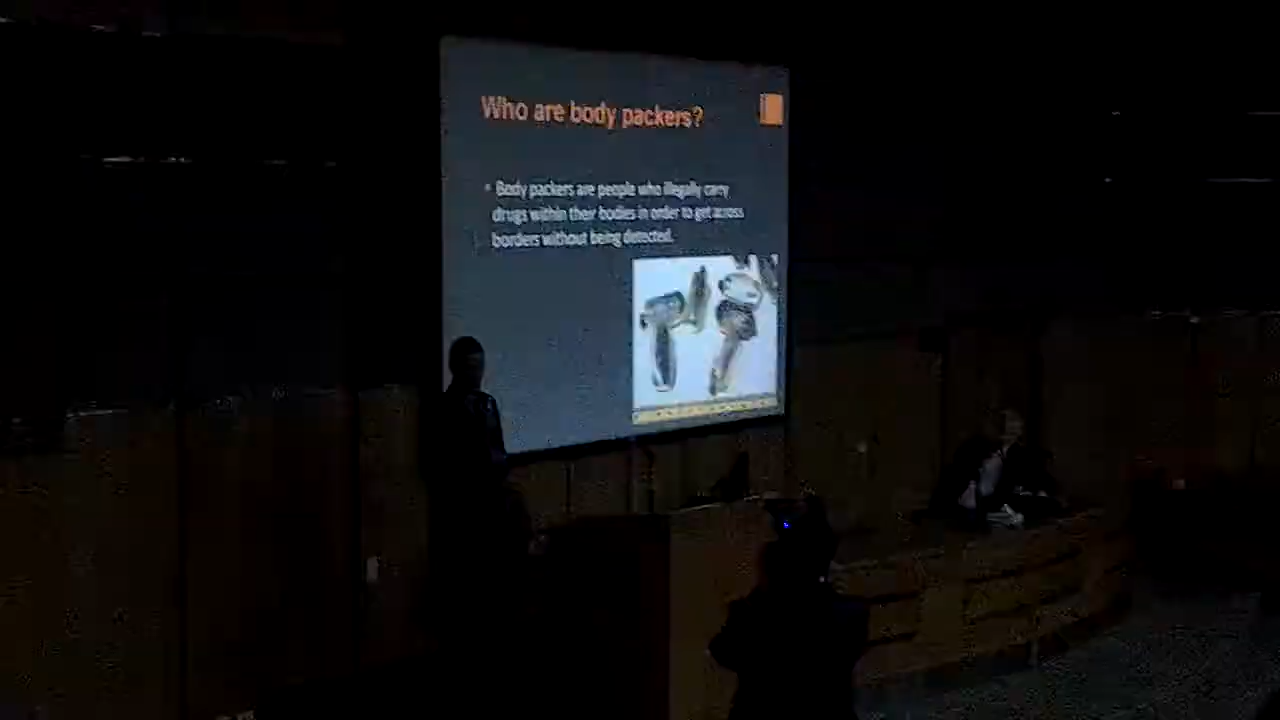 Who are body packers?
• Body packers are people who illegally carry
drugs within their bodies in order to get across
borders without being detected.